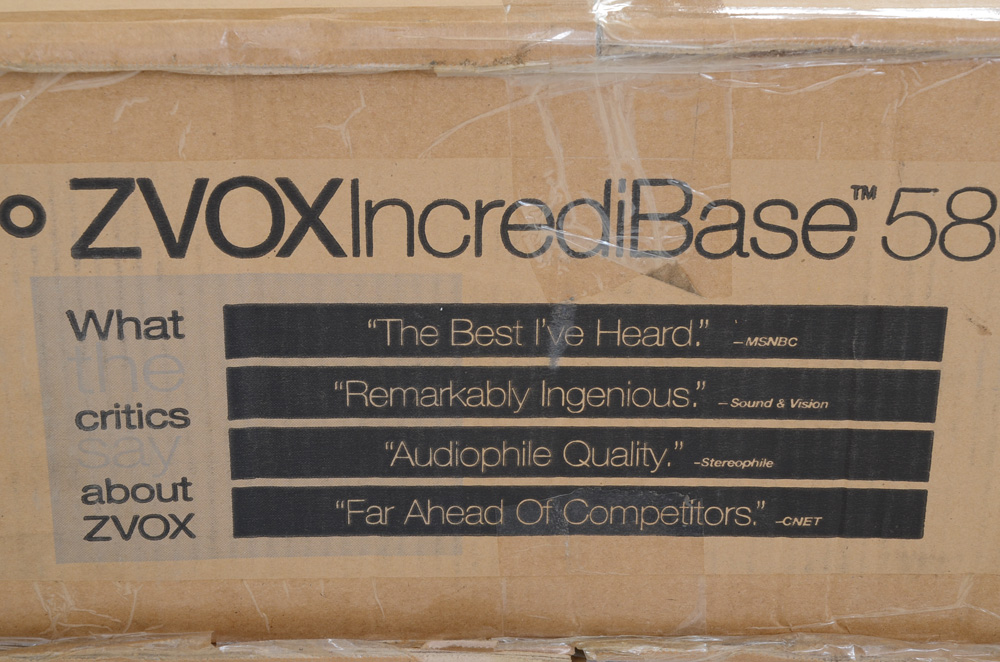 ZVOXIncrediBase™ 58
What
the
critics
say
about
ZVOX
“The Best I’ve Heard.” – MSNBC
“Remarkably Ingenious.” – Sound & Vision
“Audiophile Quality.” –Stereophile
“Far Ahead Of Competitors.” –CNET